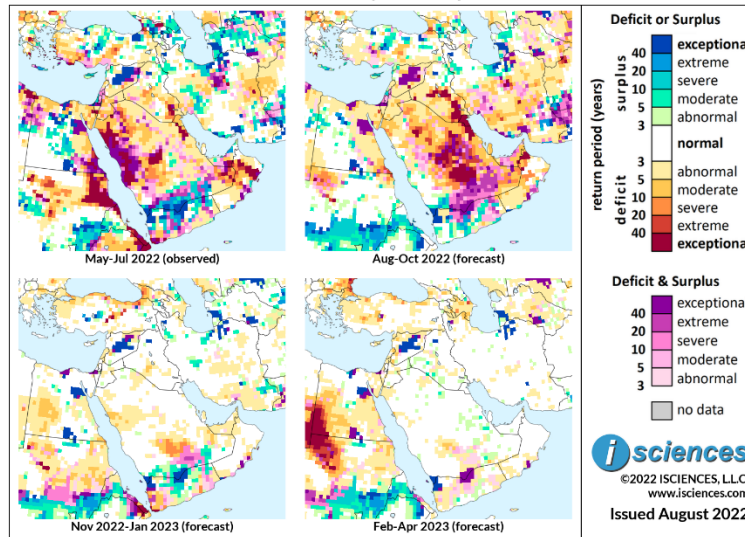 May-Jul 2022 (observed)
Aug-Oct 2022 (forecast)
Nov 2022-Jan 2023 (forecast)
Feb-Apr 2023 (forecast)
Deficit or Surplus
return period (years)
surplus
deficit
40
20
10
5
3
3
5
10
20
40
exceptiona
extreme
severe
moderate
abnormal
normal
abnormal
moderate
severe
extreme
exceptiona
Deficit & Surplus
40
20
10
5
3
exceptiona
extreme
severe
moderate
abnormal
no data
i sciences
©2022 ISCIENCES, L.L.C
www.isciences.com
Issued August 2022